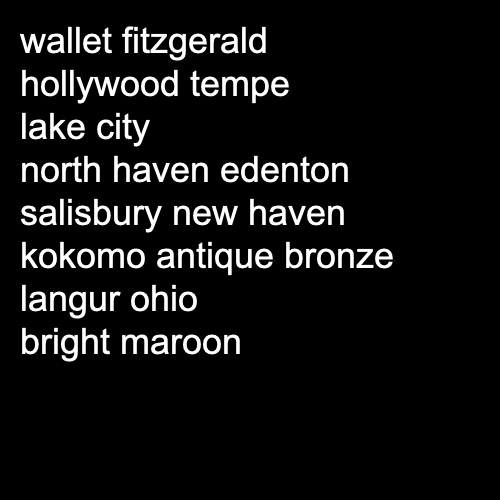 wallet fitzgerald
hollywood tempe
lake city
north haven edenton
salisbury new haven
kokomo antique bronze
langur ohio
bright maroon